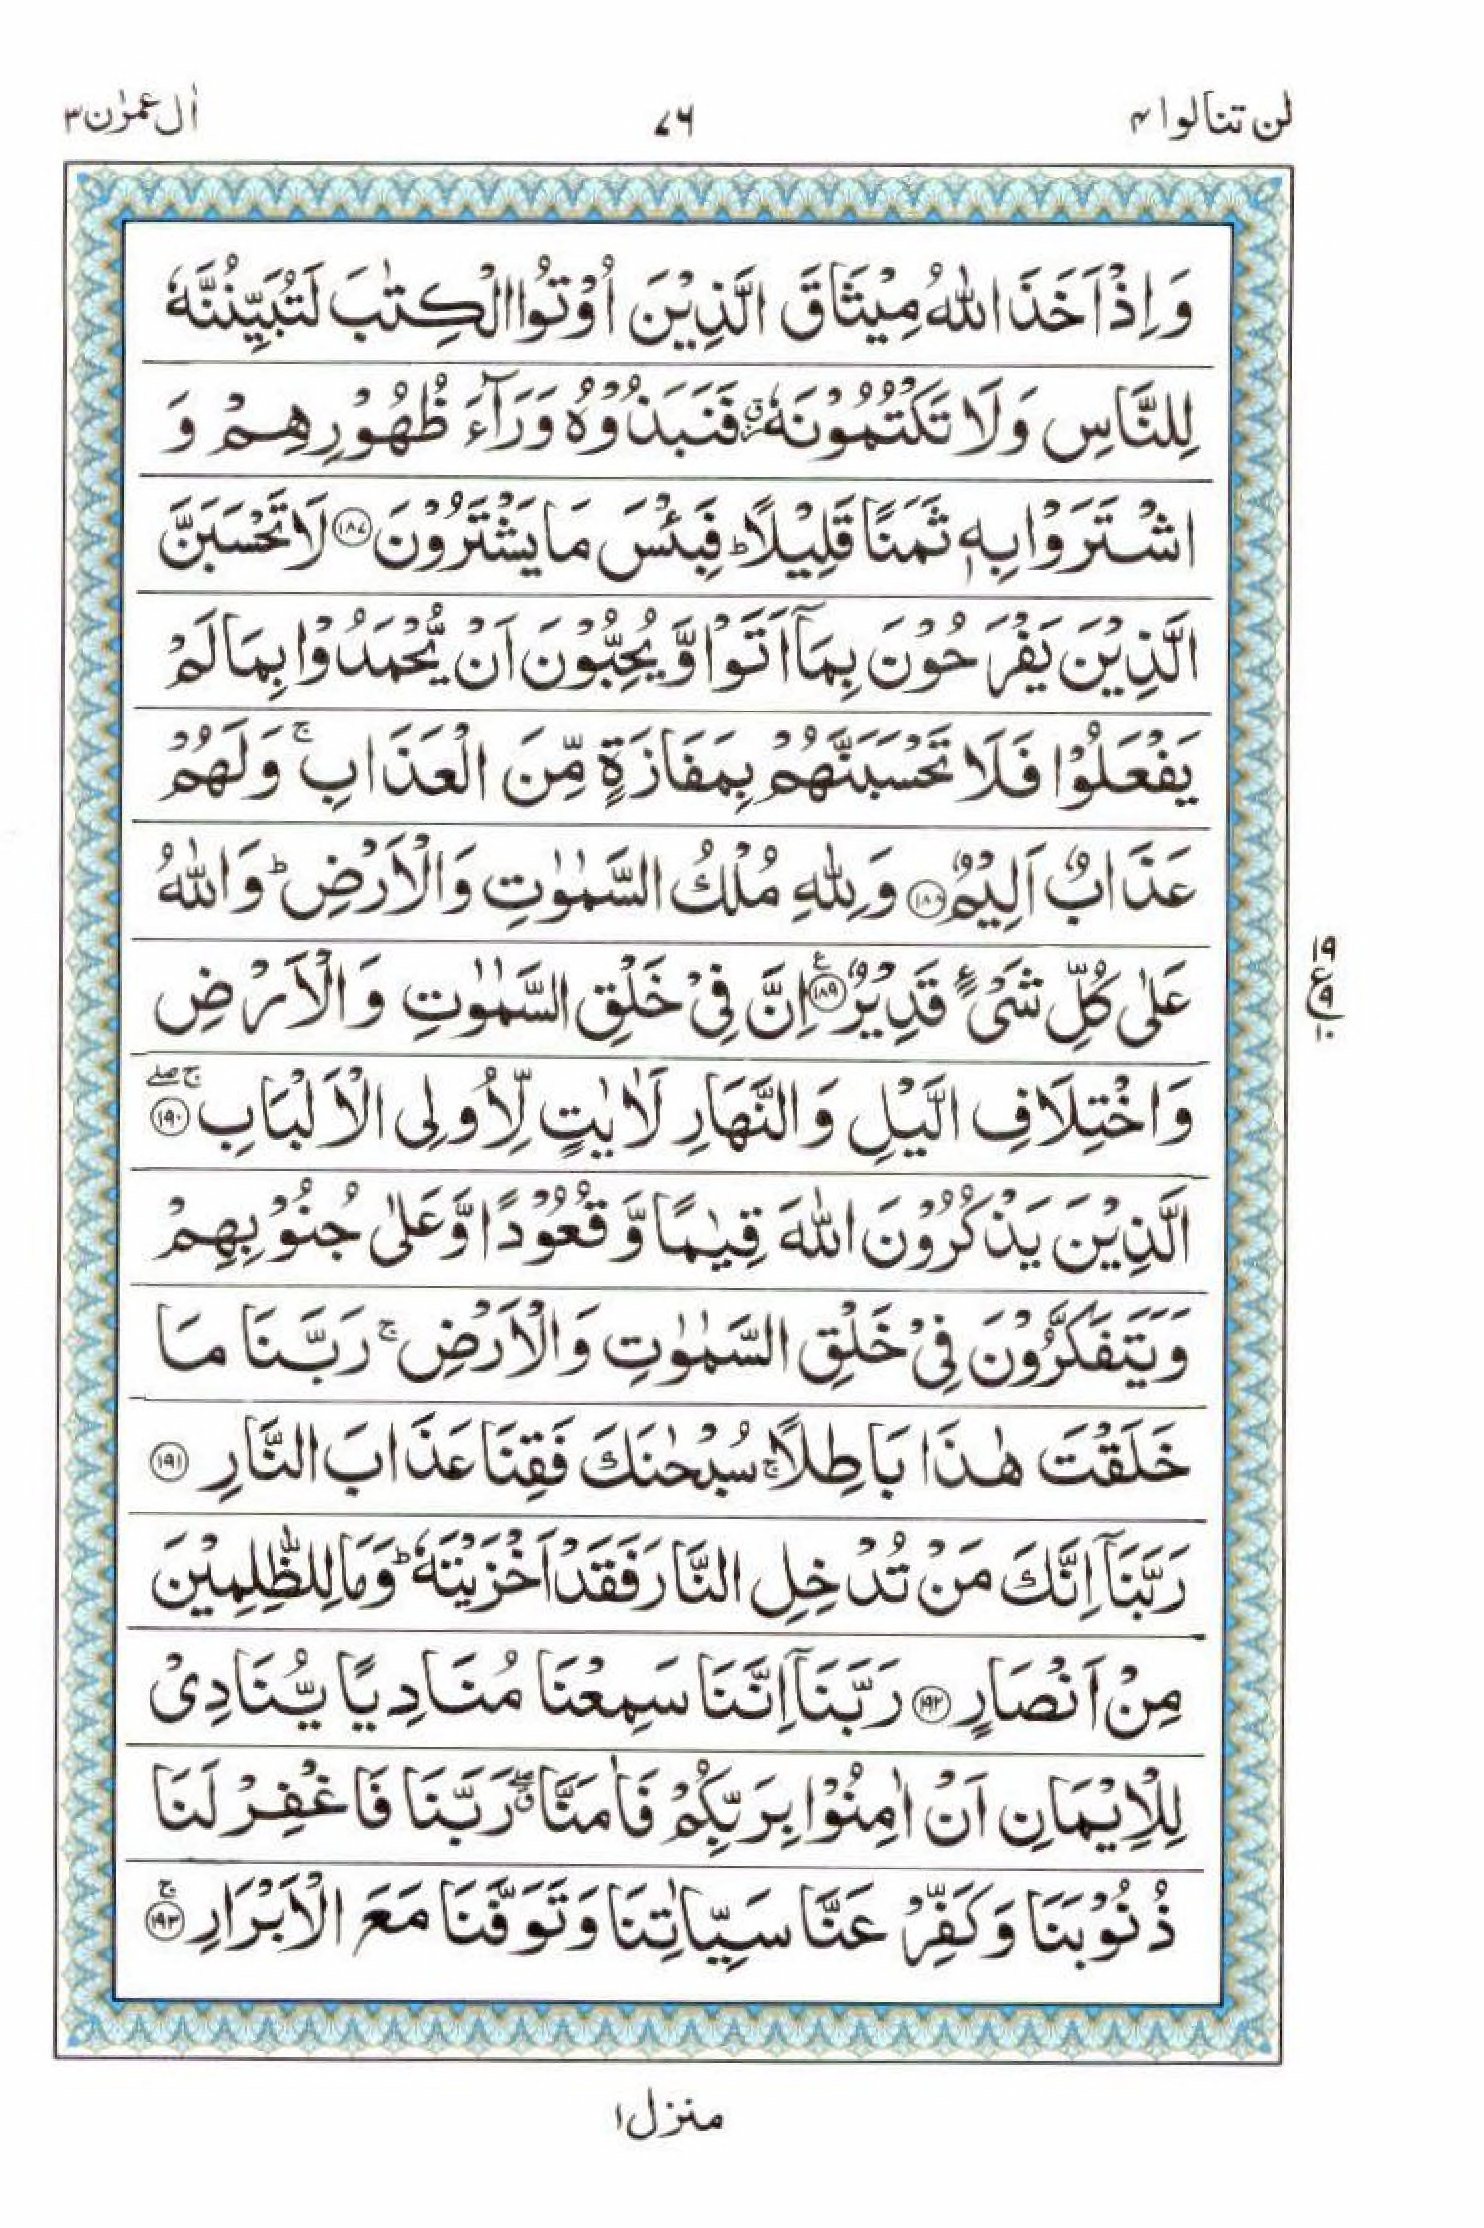 لن تنالوا ۴ ۷۶ اٰل عمرٰن ۳
وَاِذْ اَخَذَ اللّٰهُ مِيْثَاقَ الَّذِيْنَ اُوْتُوا الْكِتٰبَ لَتُبَيِّنُنَّهٗ
لِلنَّاسِ وَلَا تَكْتُمُوْنَهٗ فَنَبَذُوْهُ وَرَآءَ ظُهُوْرِهِمْ وَ
اشْتَرَوْا بِهٖ ثَمَنًا قَلِيْلًا ؕ فَبِئْسَ مَا يَشْتَرُوْنَ ﴿۱۸۷﴾ لَا تَحْسَبَنَّ
الَّذِيْنَ يَفْرَحُوْنَ بِمَآ اَتَوْا وَّيُحِبُّوْنَ اَنْ يُّحْمَدُوْا بِمَا لَمْ
يَفْعَلُوْا فَلَا تَحْسَبَنَّهُمْ بِمَفَازَةٍ مِّنَ الْعَذَابِ ۚ وَلَهُمْ
عَذَابٌ اَلِيْمٌ ﴿۱۸۸﴾ وَلِلّٰهِ مُلْكُ السَّمٰوٰتِ وَالْاَرْضِ ؕ وَاللّٰهُ
عَلٰى كُلِّ شَيْءٍ قَدِيْرٌ ﴿۱۸۹﴾ اِنَّ فِيْ خَلْقِ السَّمٰوٰتِ وَالْاَرْضِ
۱۹
ع ۹
۱۰
وَاخْتِلَافِ الَّيْلِ وَالنَّهَارِ لَاٰيٰتٍ لِّاُولِى الْاَلْبَابِ ﴿۱۹۰﴾
الَّذِيْنَ يَذْكُرُوْنَ اللّٰهَ قِيٰمًا وَّقُعُوْدًا وَّعَلٰى جُنُوْبِهِمْ
وَيَتَفَكَّرُوْنَ فِيْ خَلْقِ السَّمٰوٰتِ وَالْاَرْضِ ۚ رَبَّنَا مَا
خَلَقْتَ هٰذَا بَاطِلًا ۚ سُبْحٰنَكَ فَقِنَا عَذَابَ النَّارِ ﴿۱۹۱﴾
رَبَّنَآ اِنَّكَ مَنْ تُدْخِلِ النَّارَ فَقَدْ اَخْزَيْتَهٗ ؕ وَمَا لِلظّٰلِمِيْنَ
مِنْ اَنْصَارٍ ﴿۱۹۲﴾ رَبَّنَآ اِنَّنَا سَمِعْنَا مُنَادِيًا يُّنَادِيْ
لِلْاِيْمَانِ اَنْ اٰمِنُوْا بِرَبِّكُمْ فَاٰمَنَّا رَبَّنَا فَاغْفِرْ لَنَا
ذُنُوْبَنَا وَكَفِّرْ عَنَّا سَيِّاٰتِنَا وَتَوَفَّنَا مَعَ الْاَبْرَارِ ﴿۱۹۳﴾
منزل ۱